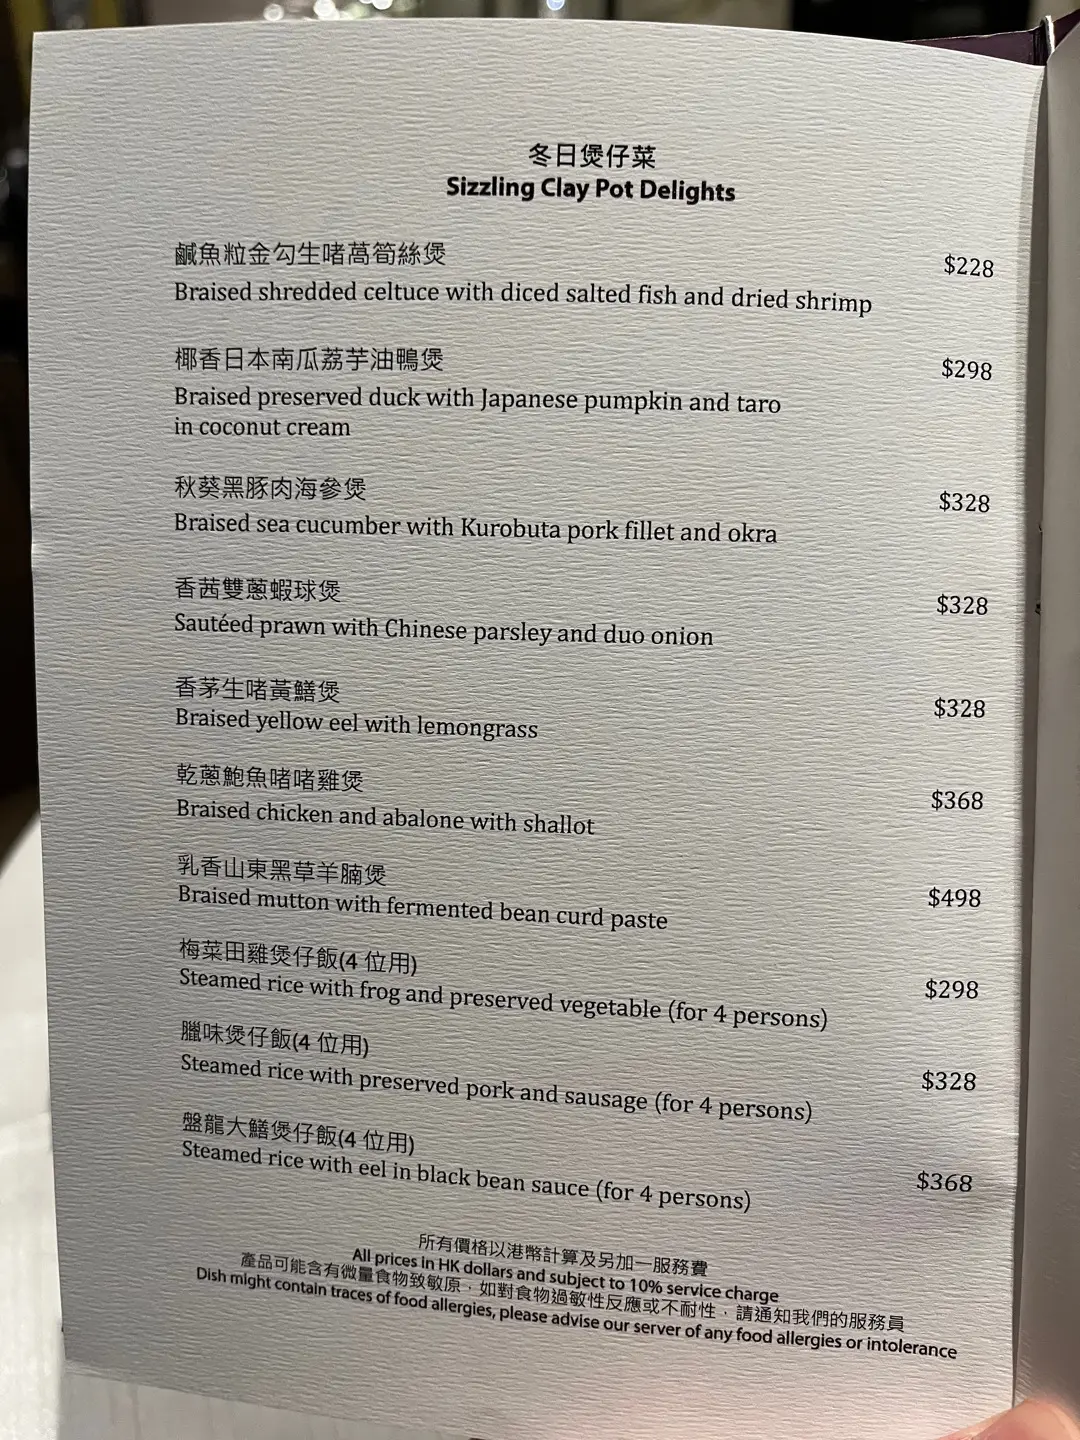 冬日煲仔菜
Sizzling Clay Pot Delights
鹹魚粒金勾生啫萵筍絲煲
$228
Braised shredded celtuce with diced salted fish and dried shrimp
椰香日本南瓜荔芋油鴨煲
$298
Braised preserved duck with Japanese pumpkin and taro
in coconut cream
秋葵黑豚肉海參煲
$328
Braised sea cucumber with Kurobuta pork fillet and okra
香茜雙蔥蝦球煲
$328
Sautéed prawn with Chinese parsley and duo onion
香茅生啫黃鱔煲
$328
Braised yellow eel with lemongrass
乾蔥鮑魚啫啫雞煲
$368
Braised chicken and abalone with shallot
乳香山東黑草羊腩煲
$498
Braised mutton with fermented bean curd paste
梅菜田雞煲仔飯(4 位用)
$298
Steamed rice with frog and preserved vegetable (for 4 persons)
臘味煲仔飯(4 位用)
$328
Steamed rice with preserved pork and sausage (for 4 persons)
盤龍大鱔煲仔飯(4 位用)
$368
Steamed rice with eel in black bean sauce (for 4 persons)
所有價格以港幣計算及另加一服務費
All prices in HK dollars and subject to 10% service charge
產品可能含有微量食物致敏原，如對食物過敏性反應或不耐性，請通知我們的服務員
Dish might contain traces of food allergies, please advise our server of any food allergies or intolerance